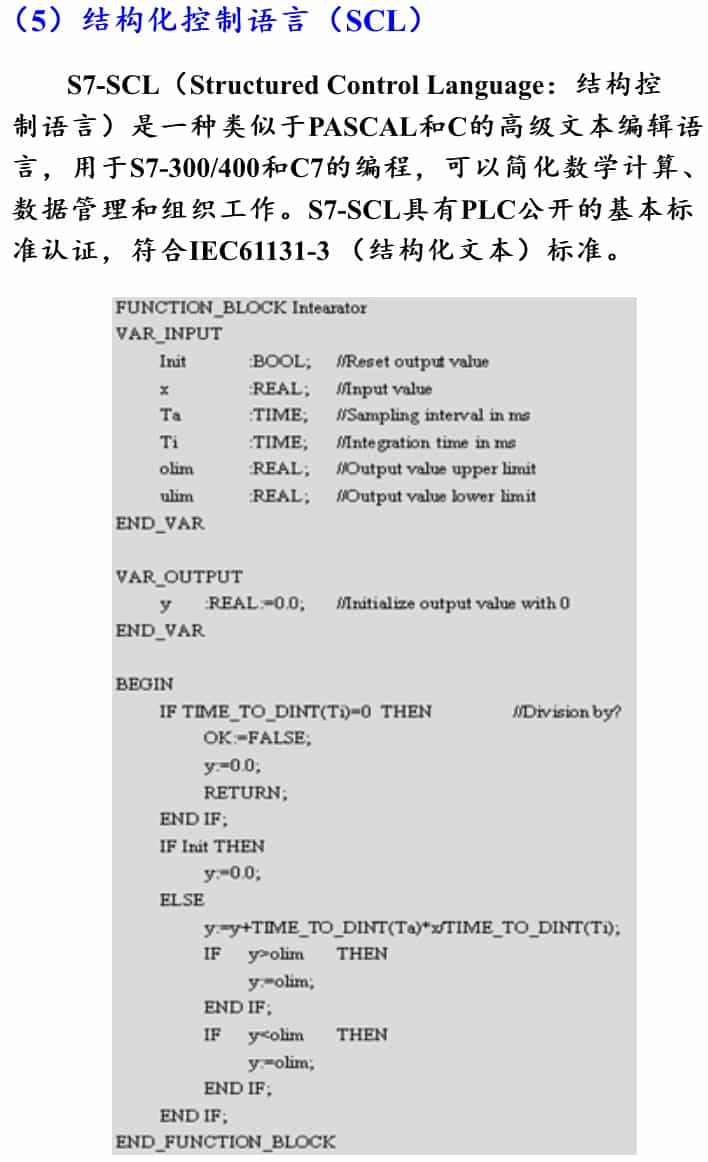 （5）结构化控制语言（SCL）
S7-SCL（Structured Control Language：结构控
制语言）是一种类似于PASCAL和C的高级文本编辑语
言，用于S7-300/400和C7的编程，可以简化数学计算、
数据管理和组织工作。S7-SCL具有PLC公开的基本标
准认证，符合IEC61131-3 （结构化文本）标准。
FUNCTION_BLOCK Intearator
VAR_INPUT
Init :BOOL; //Reset output value
x :REAL; //Input value
Ta :TIME; //Sampling interval in ms
Ti :TIME; //Integration time in ms
olim :REAL; //Output value upper limit
ulim :REAL; //Output value lower limit
END_VAR
VAR_OUTPUT
y :REAL:=0.0; //Initialize output value with 0
END_VAR
BEGIN
IF TIME_TO_DINT(Ti)=0 THEN //Division by?
OK:=FALSE;
y:=0.0;
RETURN;
END IF;
IF Init THEN
y:=0.0;
ELSE
y:=y+TIME_TO_DINT(Ta)*x/TIME_TO_DINT(Ti);
IF y>olim THEN
y:=olim;
END IF;
IF y<olim THEN
y:=olim;
END IF;
END IF;
END_FUNCTION_BLOCK